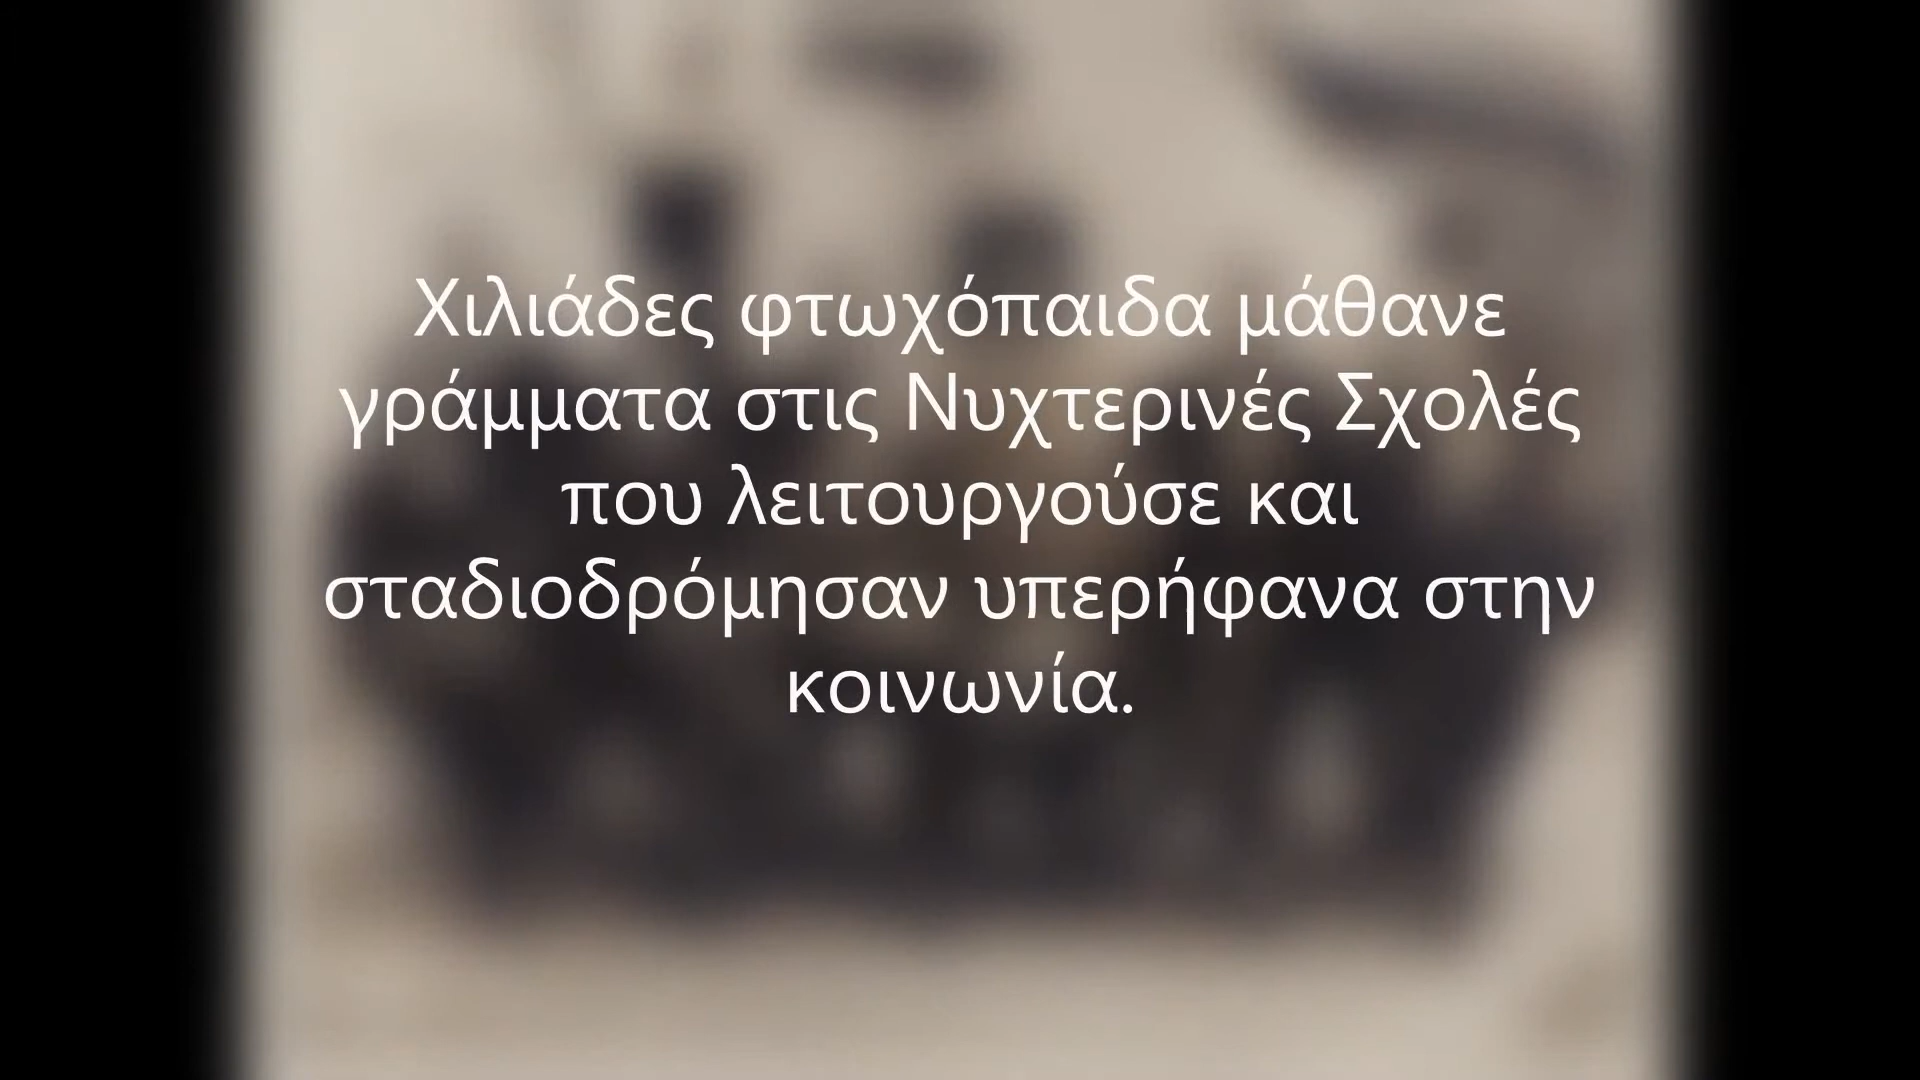 Χιλιάδες φτωχόπαιδα μάθανε
γράμματα στις Νυχτερινές Σχολές
που λειτουργούσε και
σταδιοδρόμησαν υπερήφανα στην
κοινωνία.